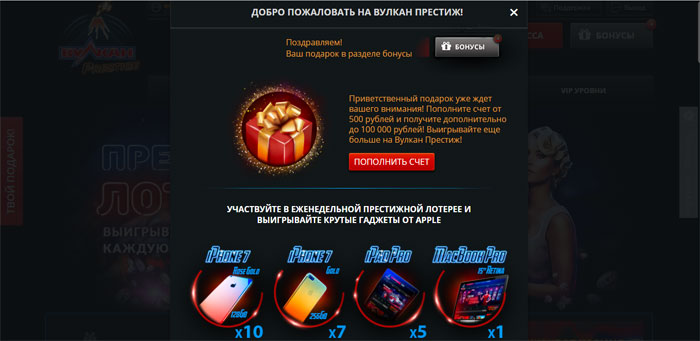 ДОБРО ПОЖАЛОВАТЬ НА ВУЛКАН ПРЕСТИЖ!
Поздравляем!
Ваш подарок в разделе бонусы
БОНУСЫ
Выход
БОНУСЫ
ВУЛКАН
Prestige
VIP УРОВНИ
Приветственный подарок уже ждет
вашего внимания! Пополните счет от
500 рублей и получите дополнительно
до 100 000 рублей! Выигрывайте еще
больше на Вулкан Престиж!
ПОПОЛНИТЬ СЧЕТ
ТВОЙ ПОДАРОК!
УЧАСТВУЙТЕ В ЕЖЕНЕДЕЛЬНОЙ ПРЕСТИЖНОЙ ЛОТЕРЕЕ И
ВЫИГРЫВАЙТЕ КРУТЫЕ ГАДЖЕТЫ ОТ APPLE
iPhone 7
Rose Gold
128GB
x10
iPhone 7
Gold
256GB
x7
iPad Pro
x5
MacBook Pro
15" Retina
x1